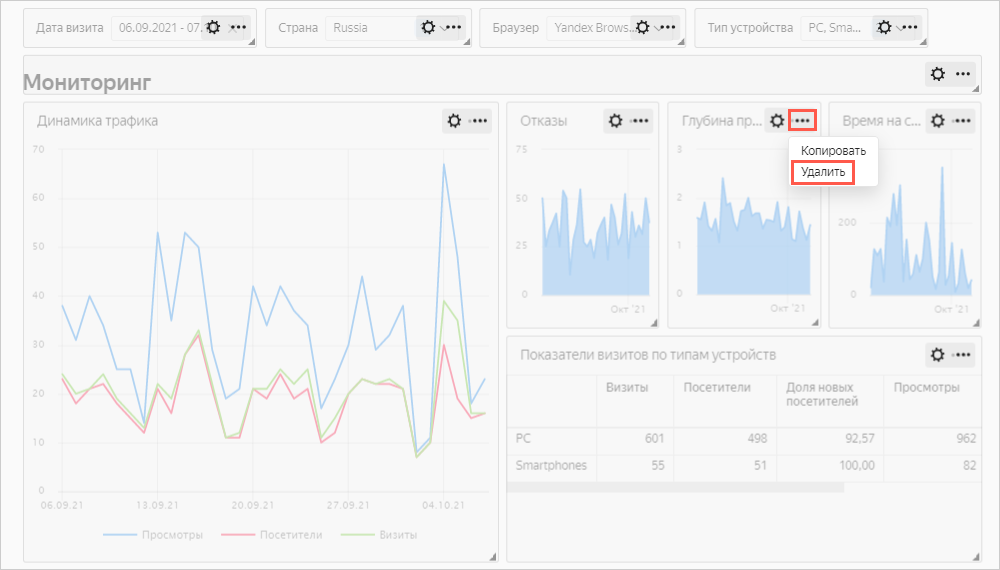 Дата визита 06.09.2021 - 07.
Страна Russia
Браузер Yandex Brows...
Тип устройства PC, Sma...
Мониторинг
Динамика трафика
70
60
50
40
30
20
10
0
06.09.21 13.09.21 20.09.21 27.09.21 04.10.21
Просмотры Посетители Визиты
Отказы
75
50
25
0
Окт '21
Глубина пр...
Копировать
Удалить
3
2
1
0
Окт '21
Время на с...
200
0
Окт '21
Показатели визитов по типам устройств
Визиты Посетители Доля новых посетителей Просмотры
PC 601 498 92,57 962
Smartphones 55 51 100,00 82